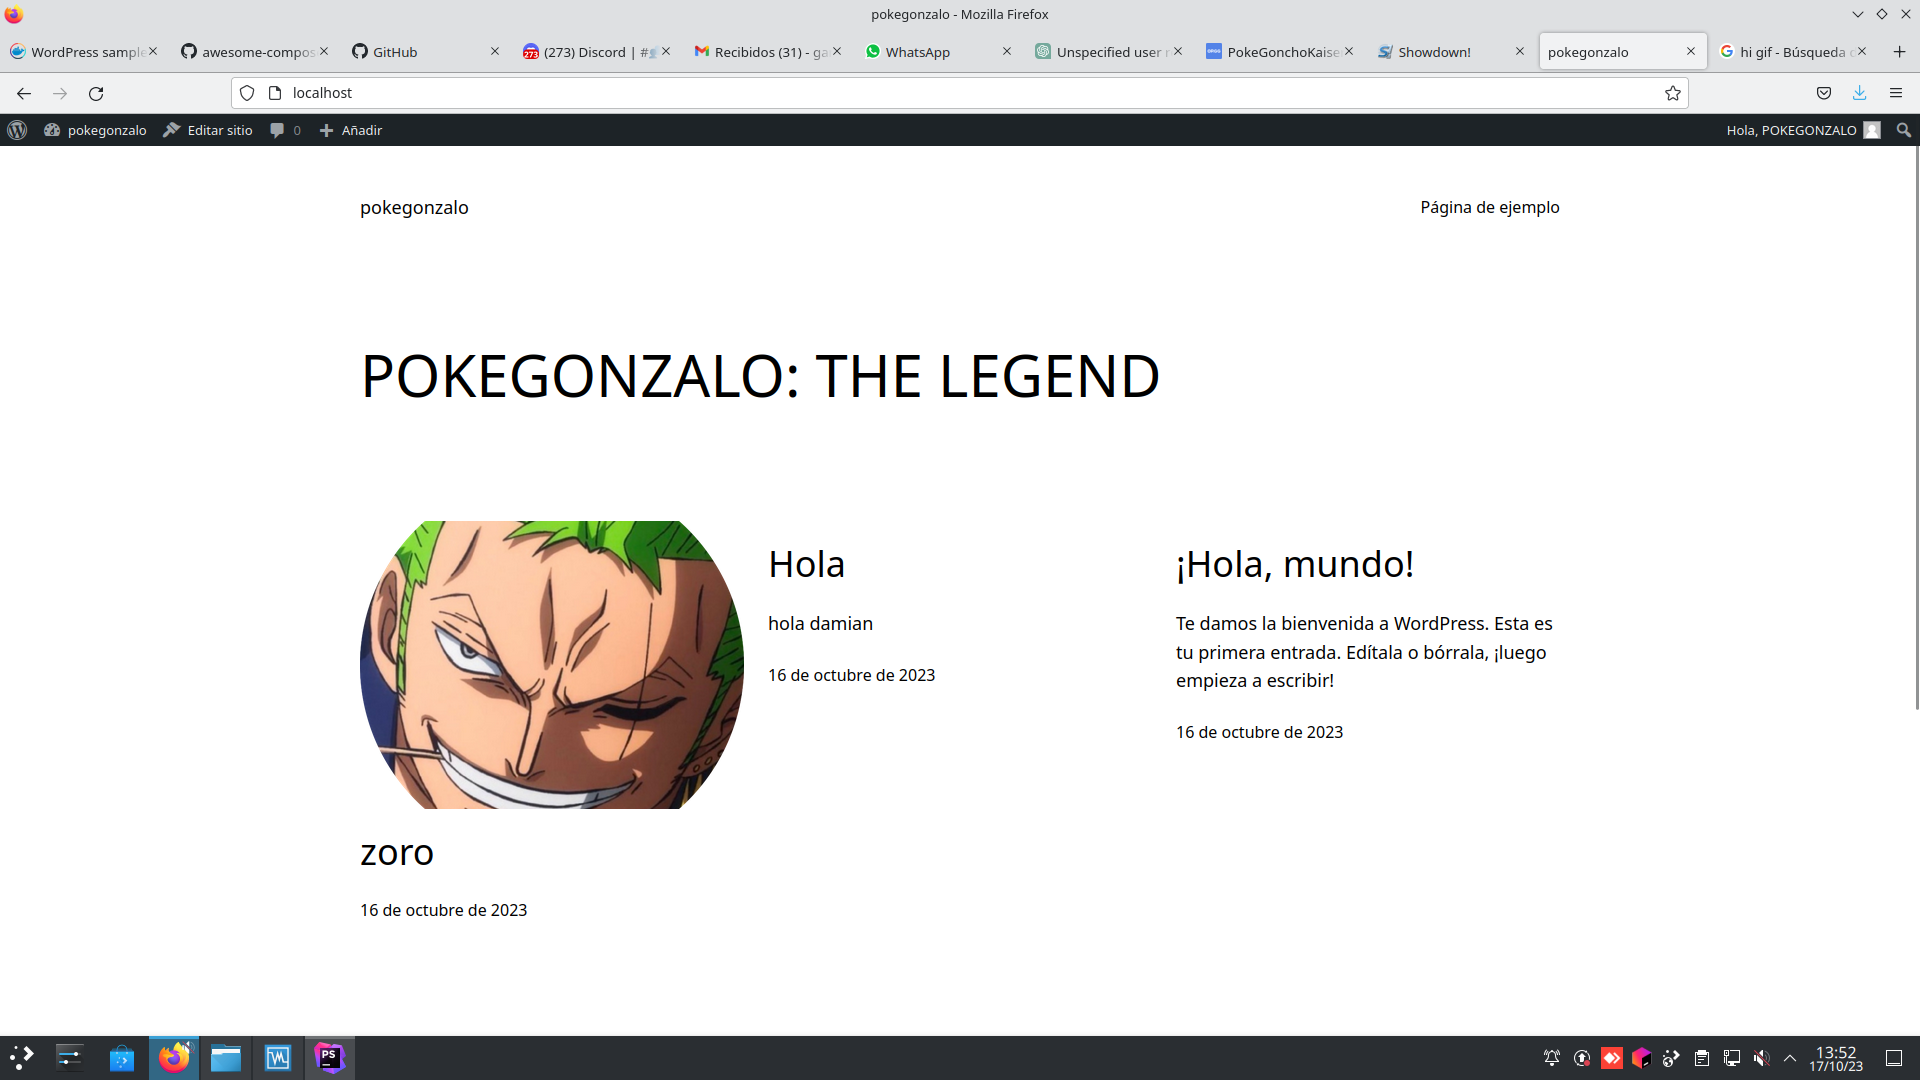 pokegonzalo - Mozilla Firefox
WordPress sample
awesome-compos
GitHub
(273) Discord | #
Recibidos (31) - ga
WhatsApp
Unspecified user r
PokeGonchoKaise
Showdown!
pokegonzalo
hi gif - Búsqueda d
localhost
pokegonzalo
Editar sitio
0
Añadir
Hola, POKEGONZALO
pokegonzalo
Página de ejemplo
POKEGONZALO: THE LEGEND
Hola
¡Hola, mundo!
hola damian
Te damos la bienvenida a WordPress. Esta es
tu primera entrada. Edítala o bórrala, ¡luego
empieza a escribir!
16 de octubre de 2023
16 de octubre de 2023
zoro
16 de octubre de 2023
PS
13:52
17/10/23